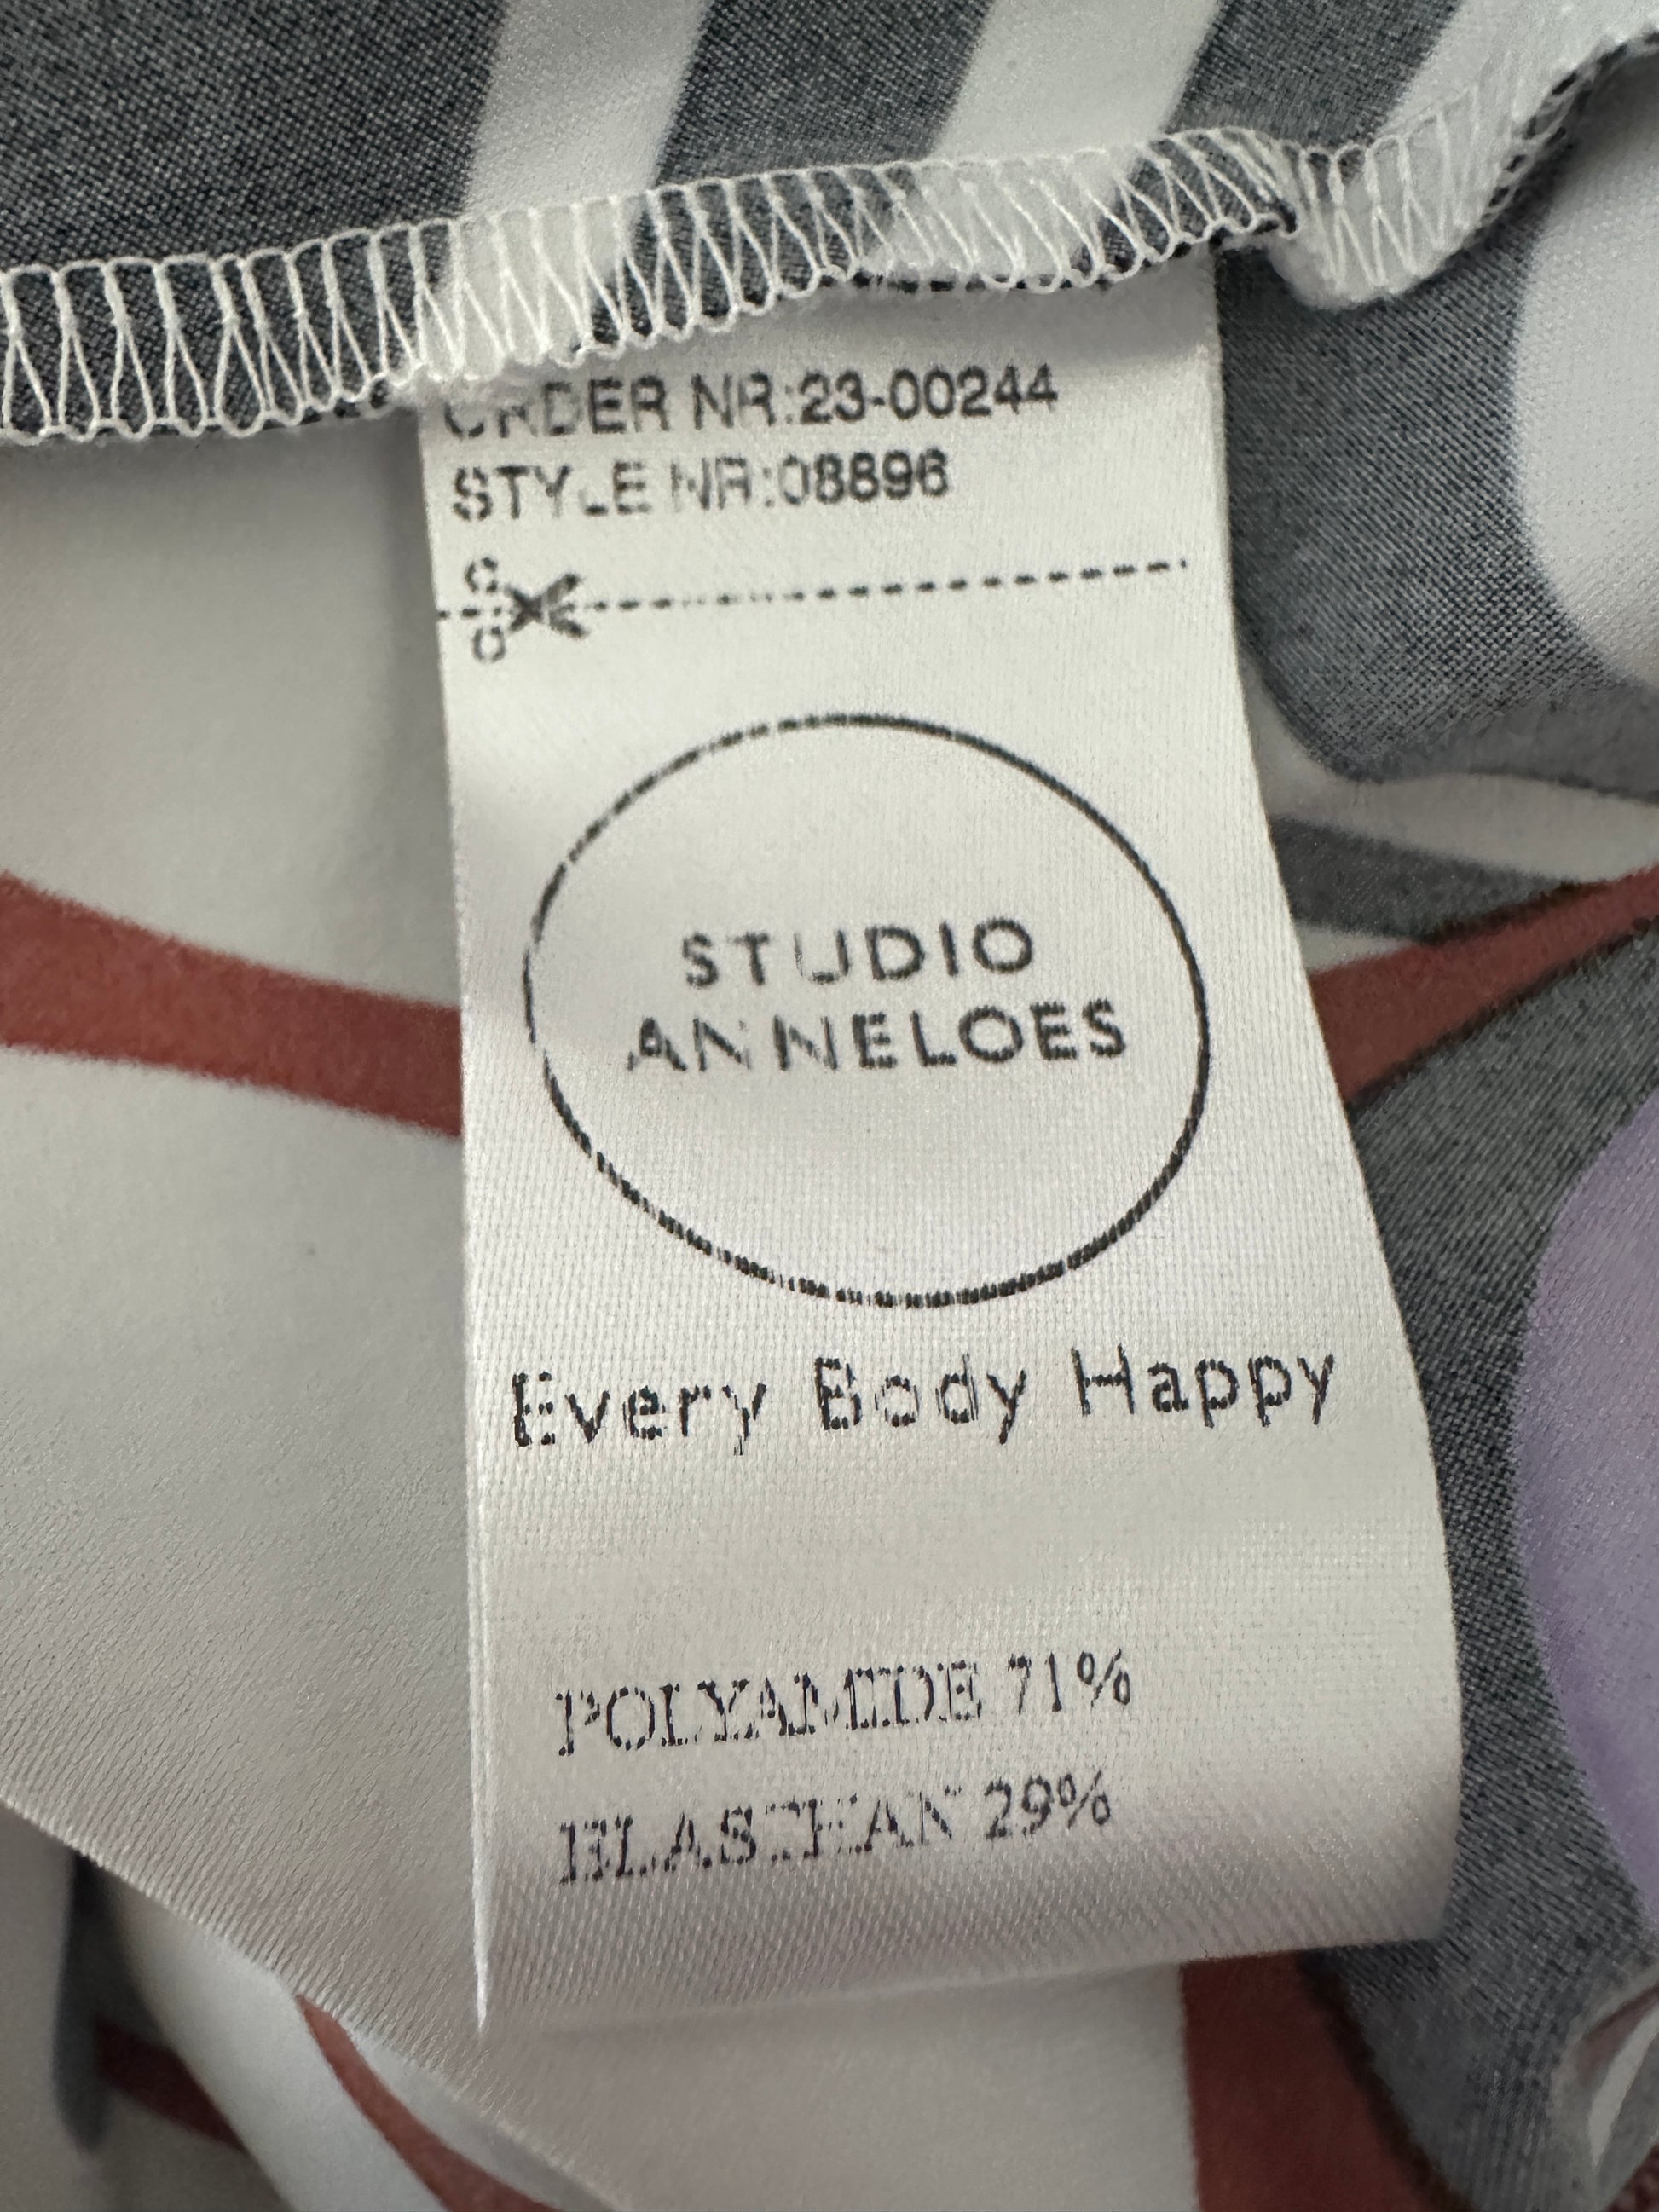 ORDER NR:23-00244
STYLE NR:08896
STUDIO
ANNELOES
Every Body Happy
POLYAMIDE 71%
ELASTHAN 29%